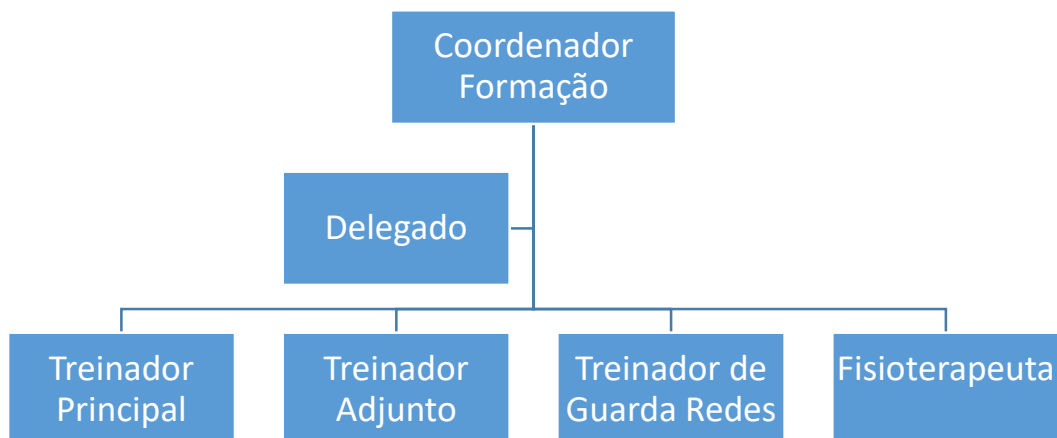 Coordenador
Formação
Delegado
Treinador
Principal
Treinador
Adjunto
Treinador de
Guarda Redes
Fisioterapeuta